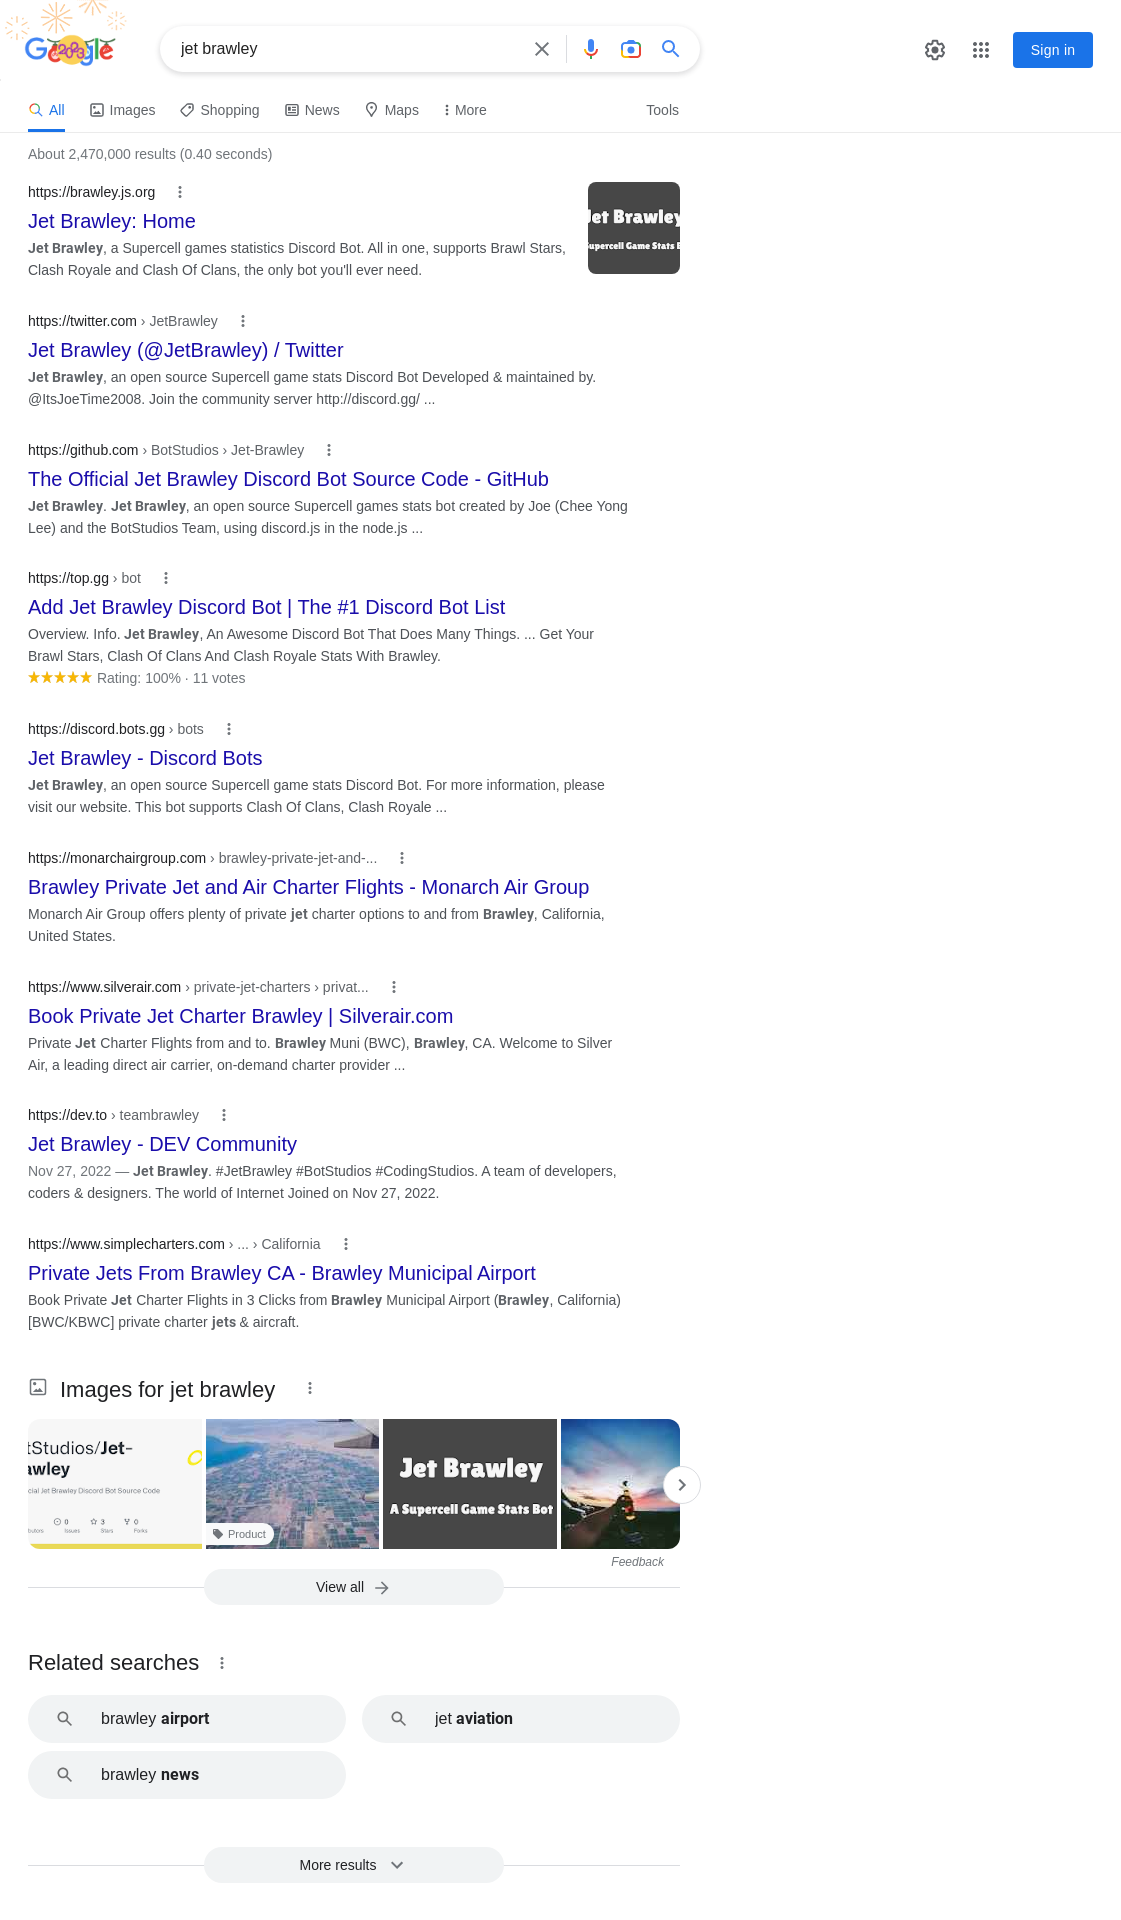 Google
jet brawley
Sign in
All
Images
Shopping
News
Maps
More
Tools
About 2,470,000 results (0.40 seconds)
https://brawley.js.org
Jet Brawley: Home
Jet Brawley, a Supercell games statistics Discord Bot. All in one, supports Brawl Stars,
Clash Royale and Clash Of Clans, the only bot you'll ever need.
Jet Brawley
Supercell Game Stats B
https://twitter.com › JetBrawley
Jet Brawley (@JetBrawley) / Twitter
Jet Brawley, an open source Supercell game stats Discord Bot Developed & maintained by.
@ItsJoeTime2008. Join the community server http://discord.gg/ ...
https://github.com › BotStudios › Jet-Brawley
The Official Jet Brawley Discord Bot Source Code - GitHub
Jet Brawley. Jet Brawley, an open source Supercell games stats bot created by Joe (Chee Yong
Lee) and the BotStudios Team, using discord.js in the node.js ...
https://top.gg › bot
Add Jet Brawley Discord Bot | The #1 Discord Bot List
Overview. Info. Jet Brawley, An Awesome Discord Bot That Does Many Things. ... Get Your
Brawl Stars, Clash Of Clans And Clash Royale Stats With Brawley.
Rating: 100% · 11 votes
https://discord.bots.gg › bots
Jet Brawley - Discord Bots
Jet Brawley, an open source Supercell game stats Discord Bot. For more information, please
visit our website. This bot supports Clash Of Clans, Clash Royale ...
https://monarchairgroup.com › brawley-private-jet-and-...
Brawley Private Jet and Air Charter Flights - Monarch Air Group
Monarch Air Group offers plenty of private jet charter options to and from Brawley, California,
United States.
https://www.silverair.com › private-jet-charters › privat...
Book Private Jet Charter Brawley | Silverair.com
Private Jet Charter Flights from and to. Brawley Muni (BWC), Brawley, CA. Welcome to Silver
Air, a leading direct air carrier, on-demand charter provider ...
https://dev.to › teambrawley
Jet Brawley - DEV Community
Nov 27, 2022 — Jet Brawley. #JetBrawley #BotStudios #CodingStudios. A team of developers,
coders & designers. The world of Internet Joined on Nov 27, 2022.
https://www.simplecharters.com › ... › California
Private Jets From Brawley CA - Brawley Municipal Airport
Book Private Jet Charter Flights in 3 Clicks from Brawley Municipal Airport (Brawley, California)
[BWC/KBWC] private charter jets & aircraft.
Images for jet brawley
tStudios/Jet-
awley
cial Jet Brawley Discord Bot Source Code
0 3 0
butors Issues Stars Forks
Product
Jet Brawley
A Supercell Game Stats Bot
Feedback
View all
Related searches
brawley airport
jet aviation
brawley news
More results